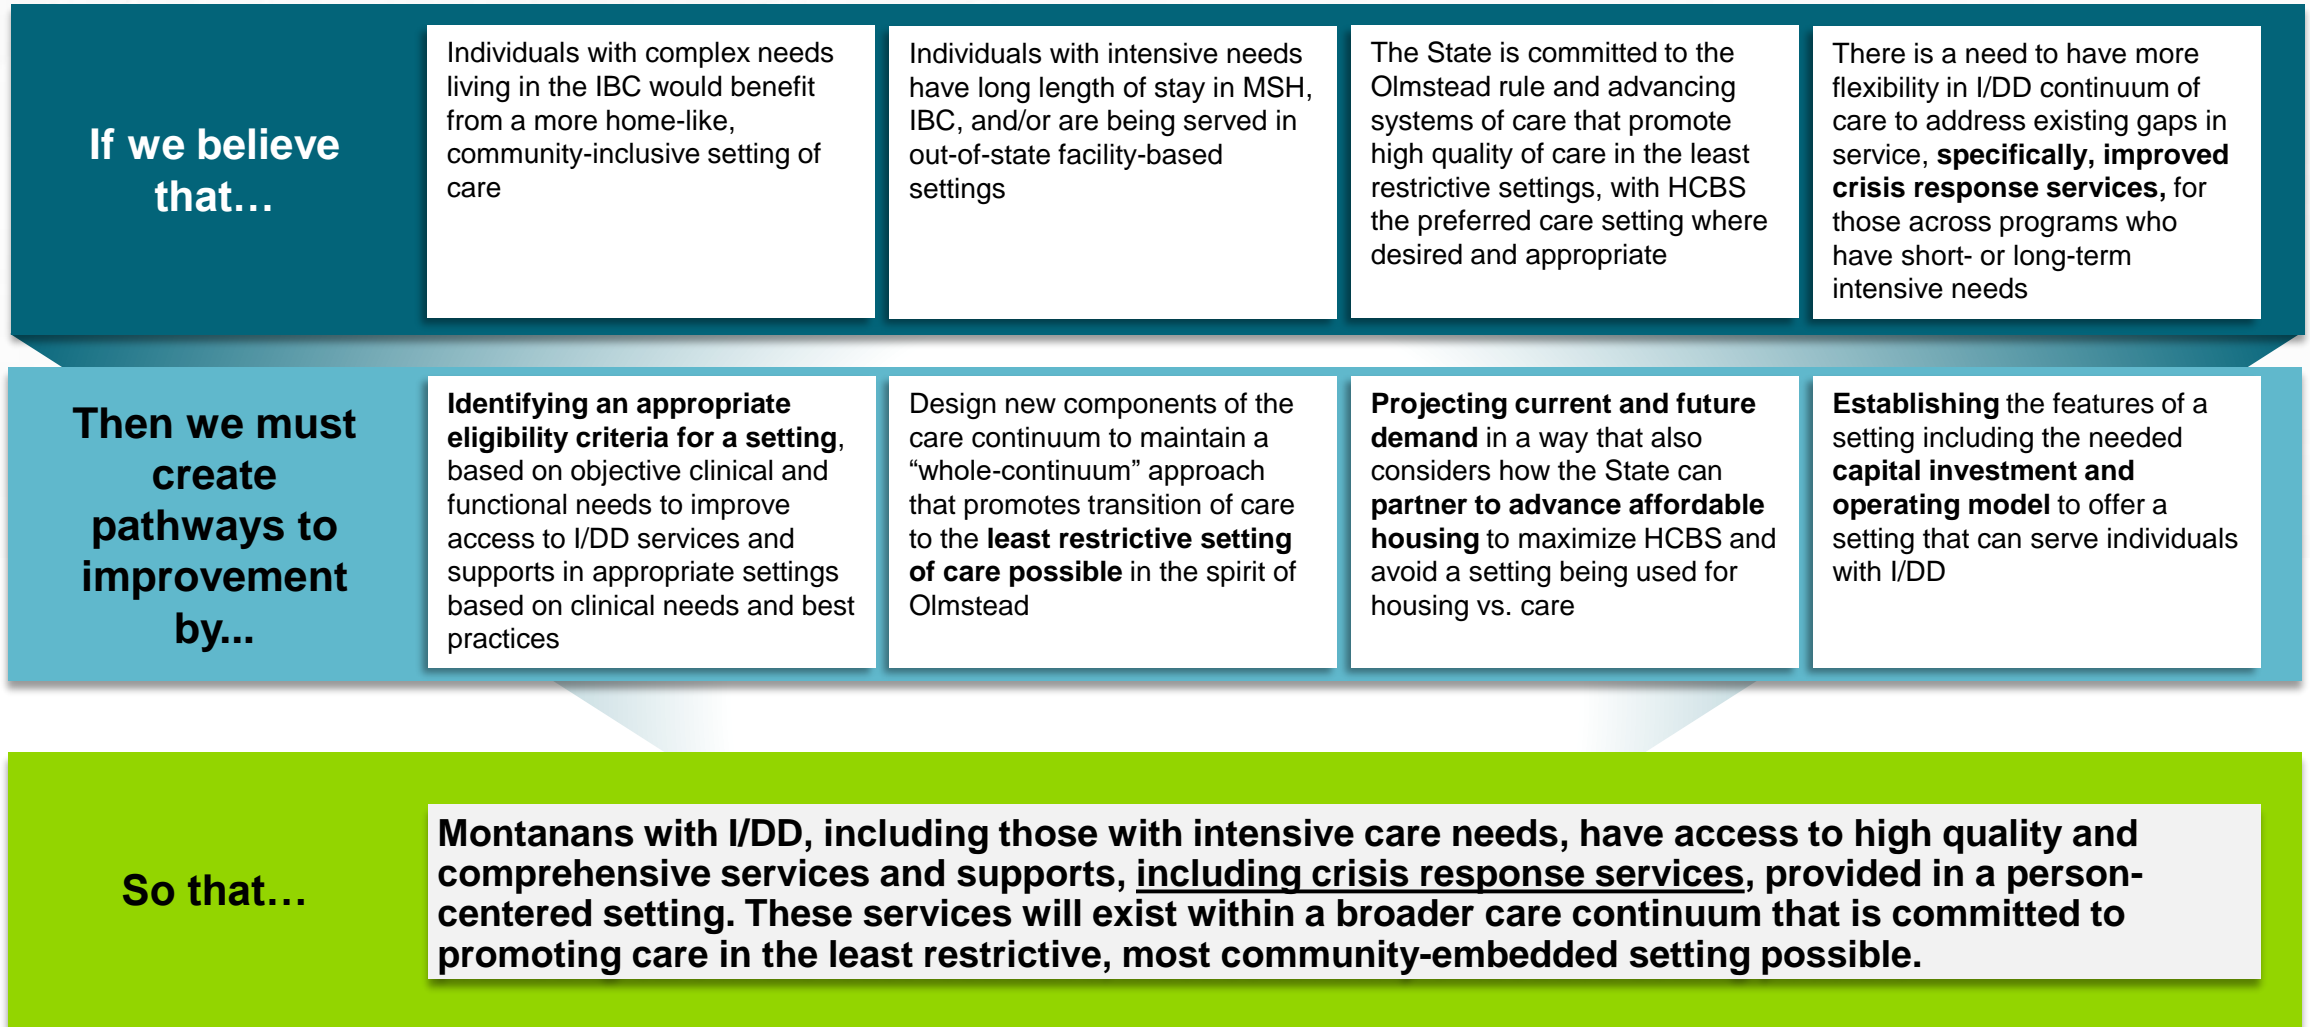 If we believe
that…
Individuals with complex needs
living in the IBC would benefit
from a more home-like,
community-inclusive setting of
care
Individuals with intensive needs
have long length of stay in MSH,
IBC, and/or are being served in
out-of-state facility-based
settings
The State is committed to the
Olmstead rule and advancing
systems of care that promote
high quality of care in the least
restrictive settings, with HCBS
the preferred care setting where
desired and appropriate
There is a need to have more
flexibility in I/DD continuum of
care to address existing gaps in
service, specifically, improved
crisis response services, for
those across programs who
have short- or long-term
intensive needs
Then we must
create
pathways to
improvement
by...
Identifying an appropriate
eligibility criteria for a setting,
based on objective clinical and
functional needs to improve
access to I/DD services and
supports in appropriate settings
based on clinical needs and best
practices
Design new components of the
care continuum to maintain a
“whole-continuum” approach
that promotes transition of care
to the least restrictive setting
of care possible in the spirit of
Olmstead
Projecting current and future
demand in a way that also
considers how the State can
partner to advance affordable
housing to maximize HCBS and
avoid a setting being used for
housing vs. care
Establishing the features of a
setting including the needed
capital investment and
operating model to offer a
setting that can serve individuals
with I/DD
So that…
Montanans with I/DD, including those with intensive care needs, have access to high quality and
comprehensive services and supports, including crisis response services, provided in a person-
centered setting. These services will exist within a broader care continuum that is committed to
promoting care in the least restrictive, most community-embedded setting possible.